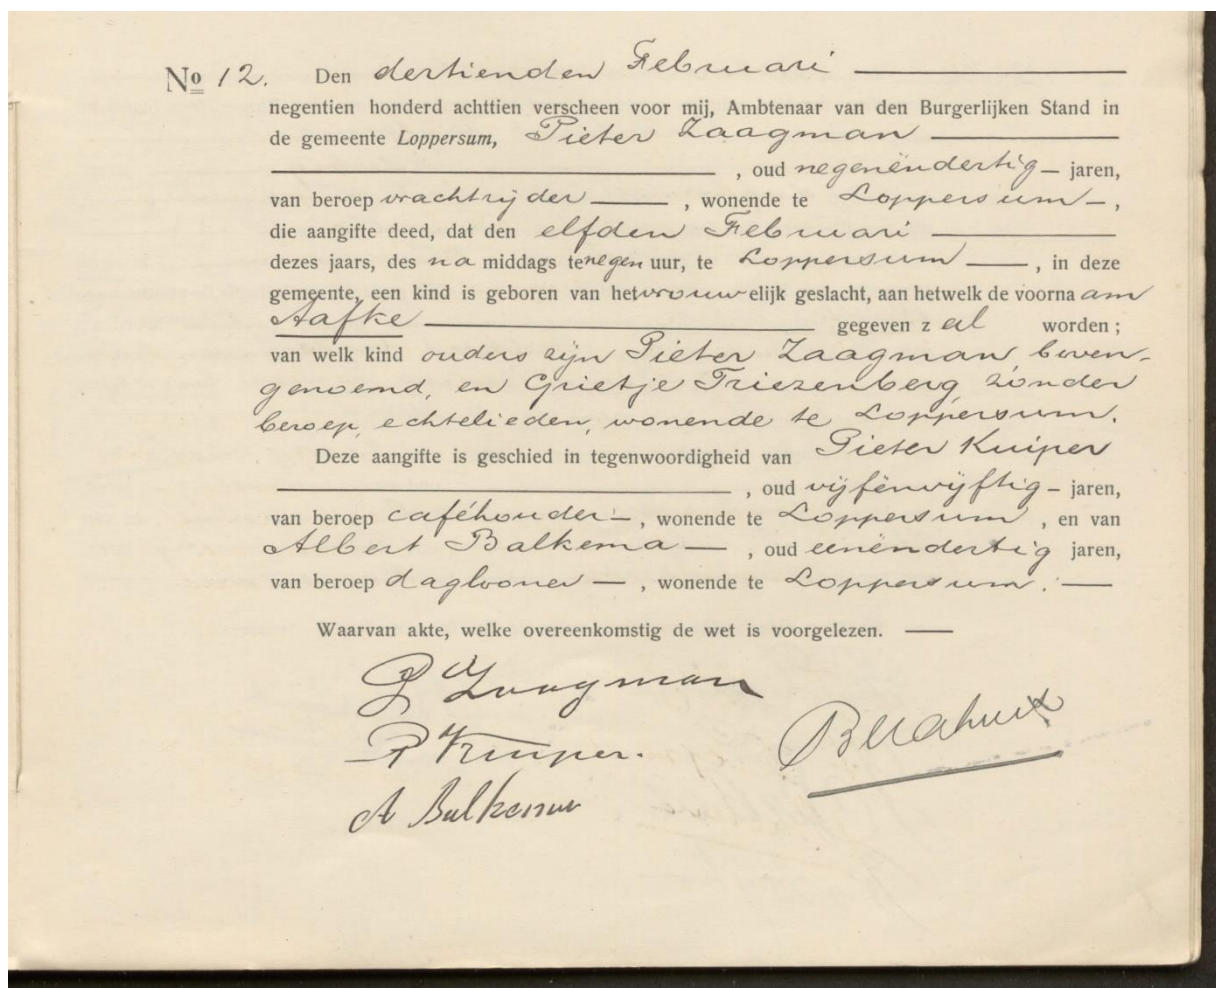 No 12. Den dertienden Februari
negentien honderd achttien verscheen voor mij, Ambtenaar van den Burgerlijken Stand in
de gemeente Loppersum, Pieter Zaagman
, oud negenëndertig jaren,
van beroep vrachtrijder, wonende te Loppersum,
die aangifte deed, dat den elfden Februari
dezes jaars, des na middags te negen uur, te Loppersum, in deze
gemeente, een kind is geboren van het vrouwelijk geslacht, aan hetwelk de voornaam
Aafke gegeven zal worden;
van welk kind ouders zijn Pieter Zaagman boven-
genoemd, en Grietje Triezenberg, zonder
beroep, echtelieden, wonende te Loppersum.
Deze aangifte is geschied in tegenwoordigheid van Pieter Kuiper
, oud vijfënvijftig jaren,
van beroep caféhouder, wonende te Loppersum, en van
Albert Balkema, oud eenëndertig jaren,
van beroep daglooner, wonende te Loppersum.
Waarvan akte, welke overeenkomstig de wet is voorgelezen.
P Zaagman
P Kuiper.
A Balkema